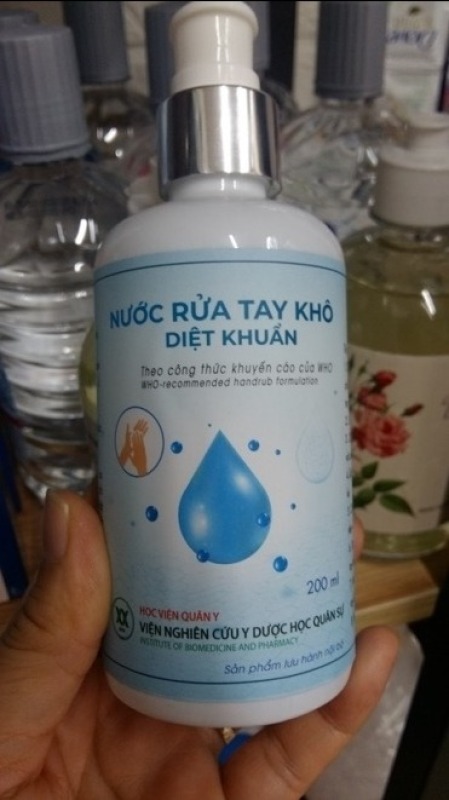 NƯỚC RỬA TAY KHÔ
DIỆT KHUẨN
Theo công thức khuyến cáo của WHO
WHO-recommended handrub formulation
200 ml
HỌC VIỆN QUÂN Y
VIỆN NGHIÊN CỨU Y DƯỢC HỌC QUÂN SỰ
INSTITUTE OF BIOMEDICINE AND PHARMACY
Sản phẩm lưu hành nội bộ